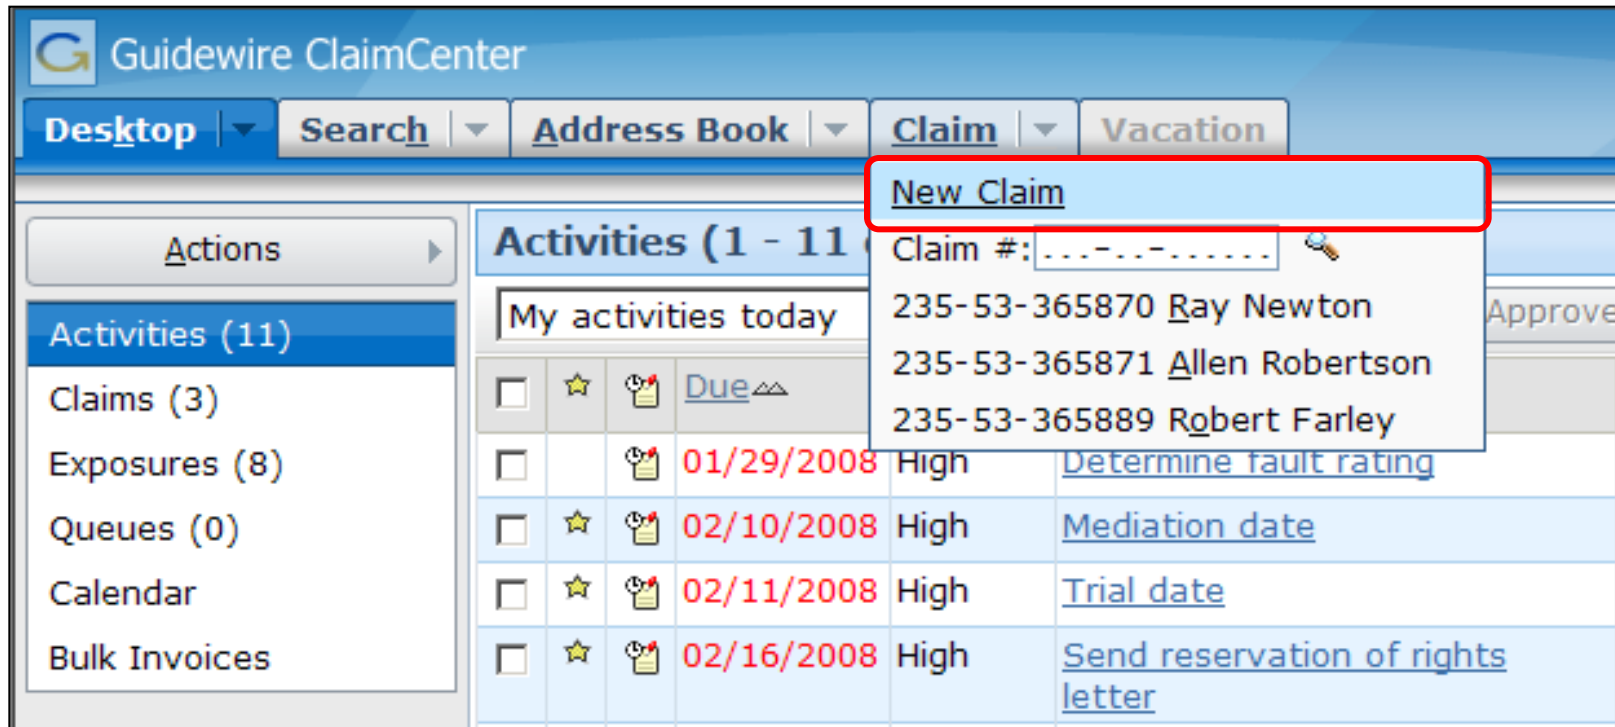 G Guidewire ClaimCenter
Desktop Search Address Book Claim Vacation
New Claim
Claim #: ...-..-......
235-53-365870 Ray Newton
235-53-365871 Allen Robertson
235-53-365889 Robert Farley
Actions
Activities (11)
Claims (3)
Exposures (8)
Queues (0)
Calendar
Bulk Invoices
Activities (1 - 11
My activities today
Approve
Due
01/29/2008 High Determine fault rating
02/10/2008 High Mediation date
02/11/2008 High Trial date
02/16/2008 High Send reservation of rights
letter